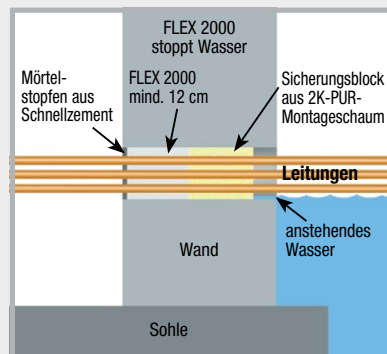 FLEX 2000
stoppt Wasser
Mörtel-
stopfen aus
Schnellzement
FLEX 2000
mind. 12 cm
Sicherungsblock
aus 2K-PUR-
Montageschaum
Leitungen
anstehendes
Wasser
Wand
Sohle